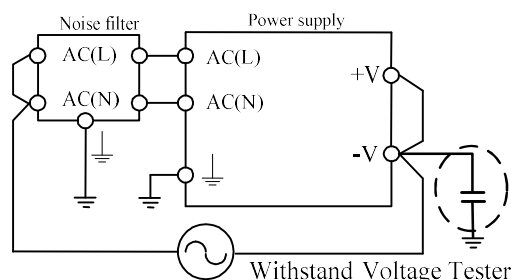 Noise filter
Power supply
AC(L)
AC(L)
+V
AC(N)
AC(N)
-V
Withstand Voltage Tester